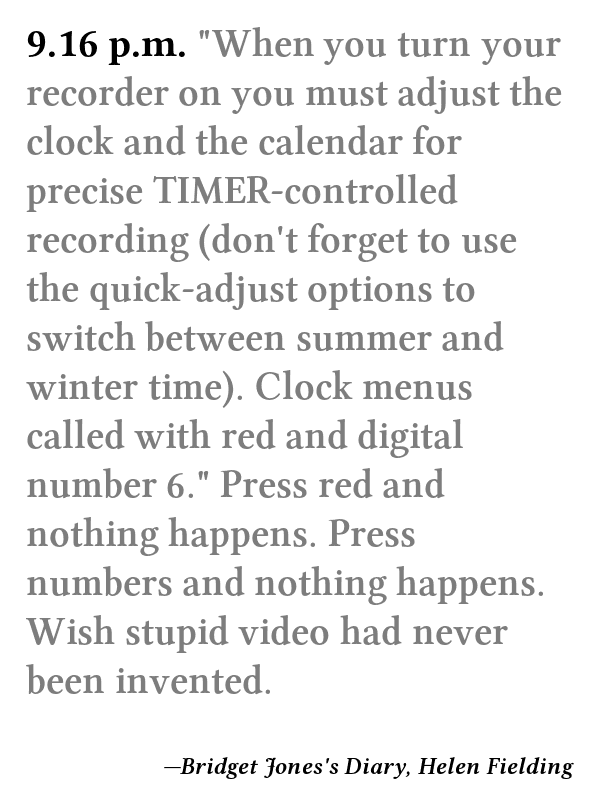 9.16 p.m. "When you turn your
recorder on you must adjust the
clock and the calendar for
precise TIMER-controlled
recording (don't forget to use
the quick-adjust options to
switch between summer and
winter time). Clock menus
called with red and digital
number 6." Press red and
nothing happens. Press
numbers and nothing happens.
Wish stupid video had never
been invented.
—Bridget Jones's Diary, Helen Fielding